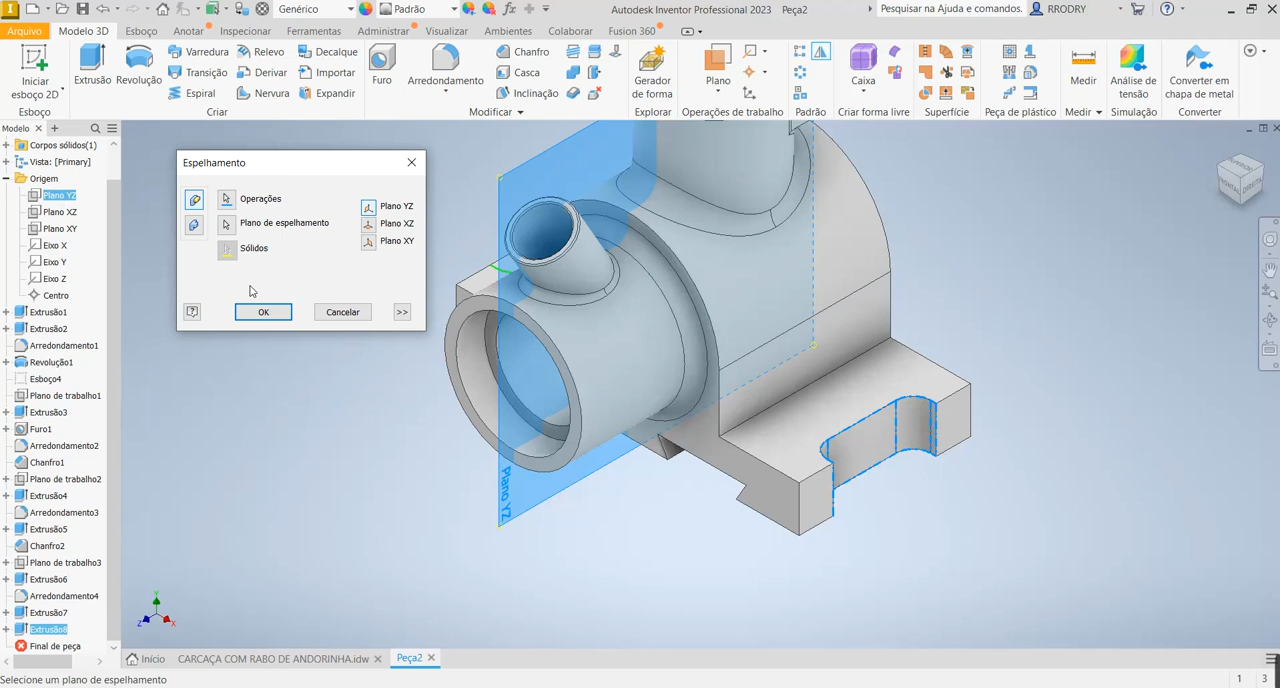 Genérico
Padrão
Autodesk Inventor Professional 2023 Peça2
Pesquisar na Ajuda e comandos.
RRODRY
Arquivo Modelo 3D Esboço Anotar Inspecionar Ferramentas Administrar Visualizar Ambientes Colaborar Fusion 360
Iniciar esboço 2D
Esboço
Extrusão
Revolução
Varredura
Transição
Espiral
Relevo
Derivar
Nervura
Decalque
Importar
Expandir
Criar
Furo
Arredondamento
Chanfro
Casca
Inclinação
Modificar
Gerador de forma
Explorar
Plano
Operações de trabalho
Padrão
Caixa
Criar forma livre
Superfície
Peça de plástico
Medir
Medir
Análise de tensão
Simulação
Converter em chapa de metal
Converter
Modelo
Corpos sólidos(1)
Vista: [Primary]
Origem
Plano YZ
Plano XZ
Plano XY
Eixo X
Eixo Y
Eixo Z
Centro
Extrusão1
Extrusão2
Arredondamento1
Revolução1
Esboço4
Plano de trabalho1
Extrusão3
Furo1
Arredondamento2
Chanfro1
Plano de trabalho2
Extrusão4
Arredondamento3
Extrusão5
Chanfro2
Plano de trabalho3
Extrusão6
Arredondamento4
Extrusão7
Extrusão8
Final de peça
Espelhamento
Operações
Plano de espelhamento
Sólidos
Plano YZ
Plano XZ
Plano XY
OK
Cancelar
>>
Plano YZ
SUPERIOR
FRONTAL
DIREITA
Y
Z
X
Início
CARCAÇA COM RABO DE ANDORINHA.idw
Peça2
Selecione um plano de espelhamento
1 3